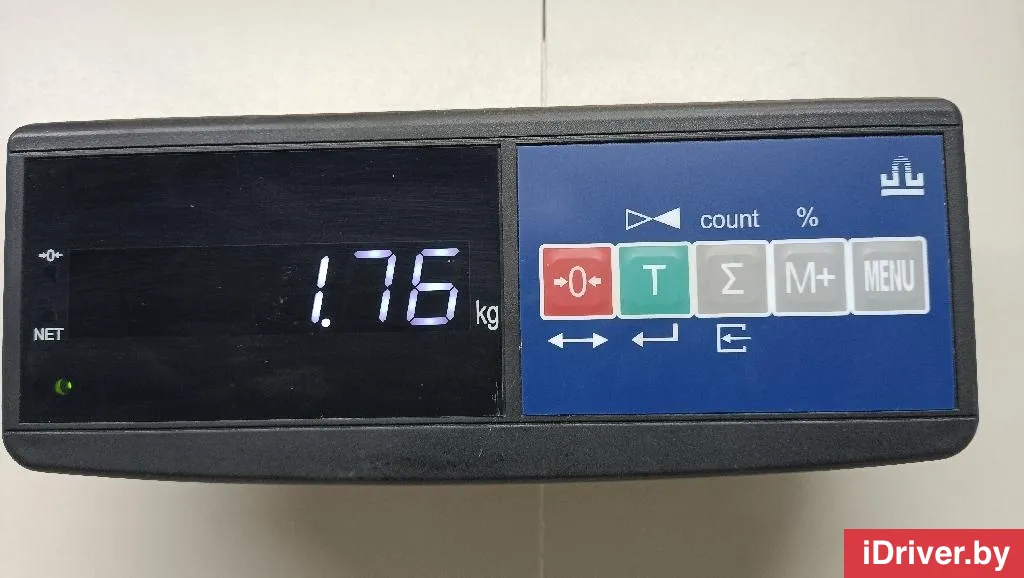 count %
→0← T Σ M+ MENU
→0←
1.76 kg
NET
iDriver.by